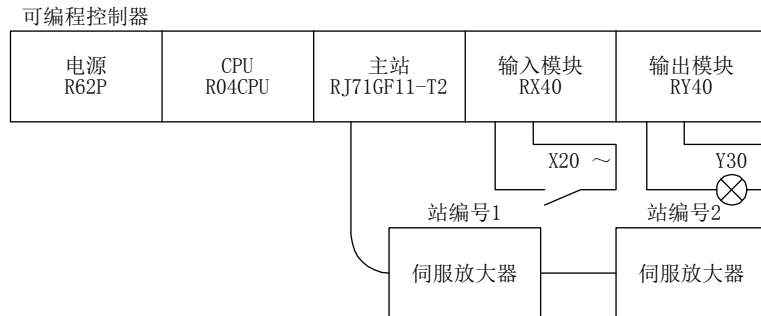 可编程控制器
电源
R62P
CPU
R04CPU
主站
RJ71GF11-T2
输入模块
RX40
输出模块
RY40
X20 ～
Y30
站编号1
站编号2
伺服放大器
伺服放大器